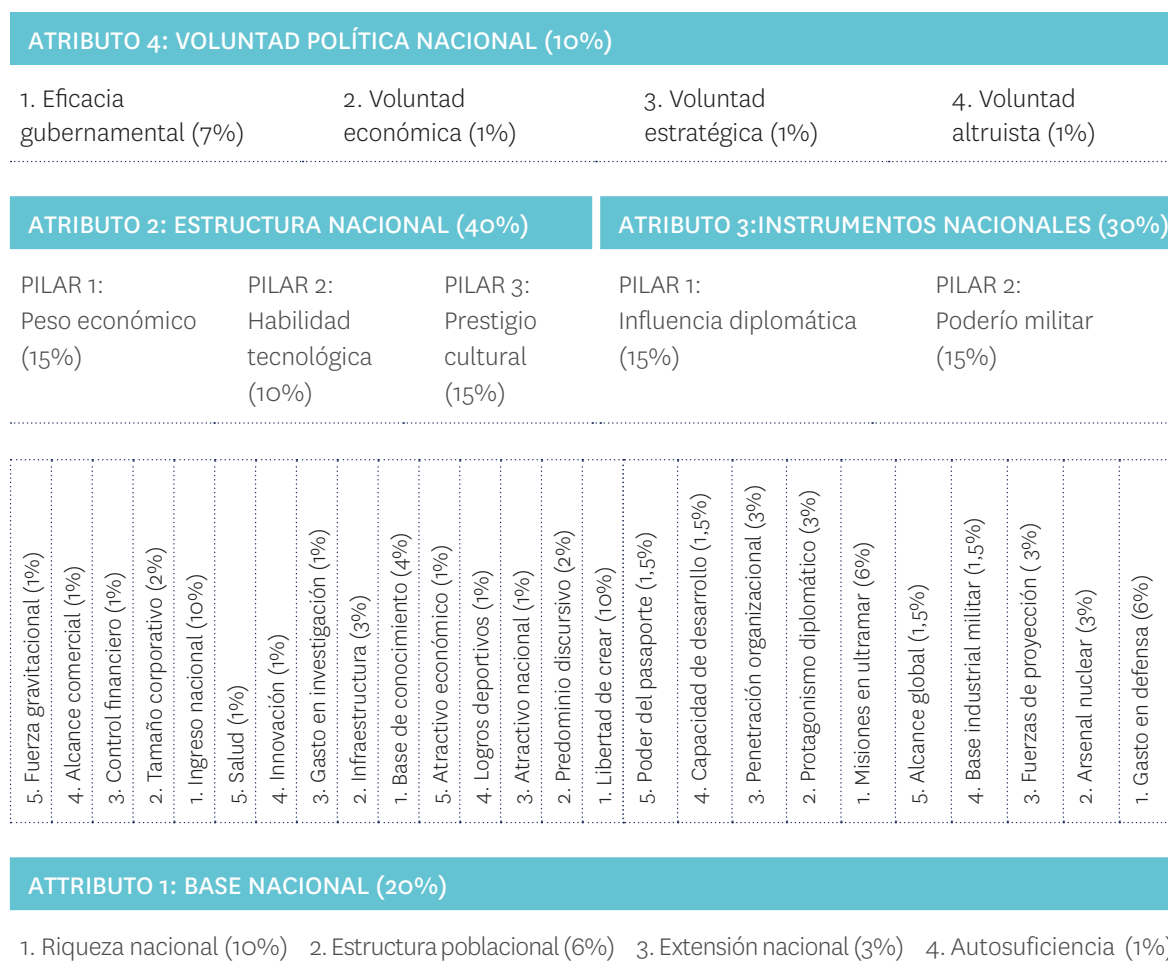 ATRIBUTO 4: VOLUNTAD POLÍTICA NACIONAL (10%)
1. Eficacia
gubernamental (7%)
2. Voluntad
económica (1%)
3. Voluntad
estratégica (1%)
4. Voluntad
altruista (1%)
ATRIBUTO 2: ESTRUCTURA NACIONAL (40%)
ATRIBUTO 3:INSTRUMENTOS NACIONALES (30%)
PILAR 1:
Peso económico
(15%)
PILAR 2:
Habilidad
tecnológica
(10%)
PILAR 3:
Prestigio
cultural
(15%)
PILAR 1:
Influencia diplomática
(15%)
PILAR 2:
Poderío militar
(15%)
5. Fuerza gravitacional (1%)
4. Alcance comercial (1%)
3. Control financiero (1%)
2. Tamaño corporativo (2%)
1. Ingreso nacional (10%)
5. Salud (1%)
4. Innovación (1%)
3. Gasto en investigación (1%)
2. Infraestructura (3%)
1. Base de conocimiento (4%)
5. Atractivo económico (1%)
4. Logros deportivos (1%)
3. Atractivo nacional (1%)
2. Predominio discursivo (2%)
1. Libertad de crear (10%)
5. Poder del pasaporte (1,5%)
4. Capacidad de desarrollo (1,5%)
3. Penetración organizacional (3%)
2. Protagonismo diplomático (3%)
1. Misiones en ultramar (6%)
5. Alcance global (1,5%)
4. Base industrial militar (1,5%)
3. Fuerzas de proyección ( 3%)
2. Arsenal nuclear (3%)
1. Gasto en defensa (6%)
ATTRIBUTO 1: BASE NACIONAL (20%)
1. Riqueza nacional (10%) 2. Estructura poblacional (6%) 3. Extensión nacional (3%) 4. Autosuficiencia (1%)